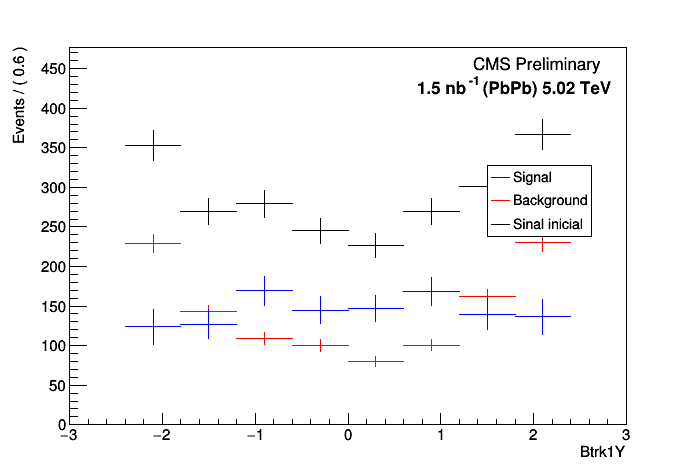 CMS Preliminary
1.5 nb-1 (PbPb) 5.02 TeV
Events / ( 0.6 )
450
400
350
300
250
200
150
100
50
0
Signal
Background
Sinal inicial
−3 −2 −1 0 1 2 3
Btrk1Y